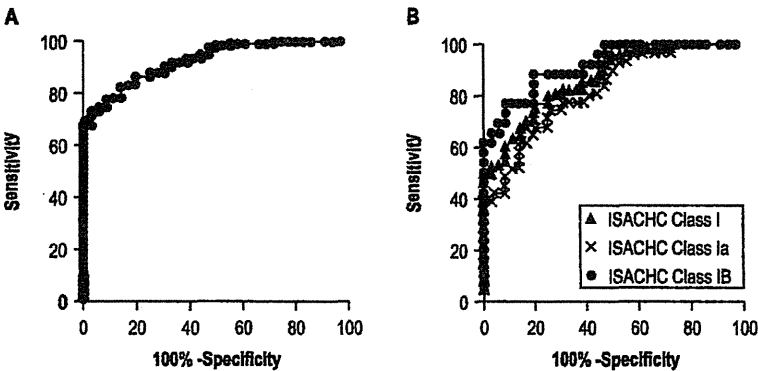 A
Sensitivity
100
80
60
40
20
0
0 20 40 60 80 100
100% -Specificity
B
Sensitivity
100
80
60
40
20
0
0 20 40 60 80 100
100% -Specificity
ISACHC Class I
ISACHC Class Ia
ISACHC Class IB